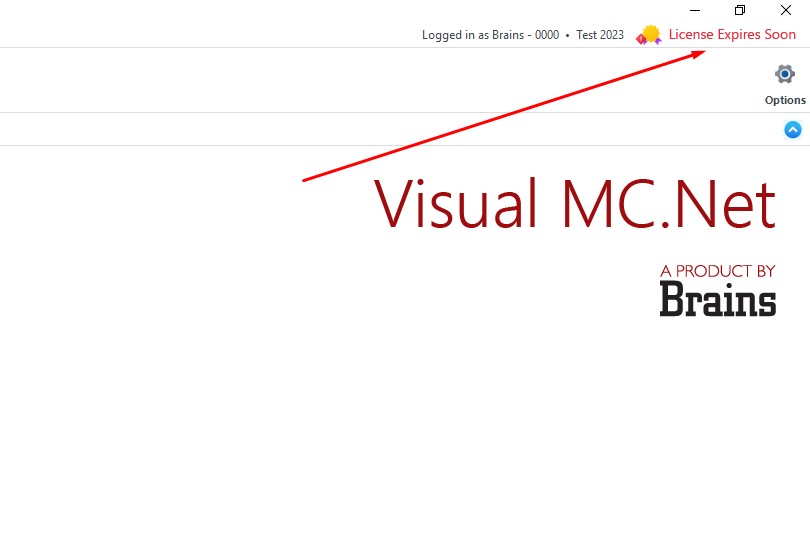 Logged in as Brains - 0000 • Test 2023 License Expires Soon
Options
Visual MC.Net
A PRODUCT BY
Brains